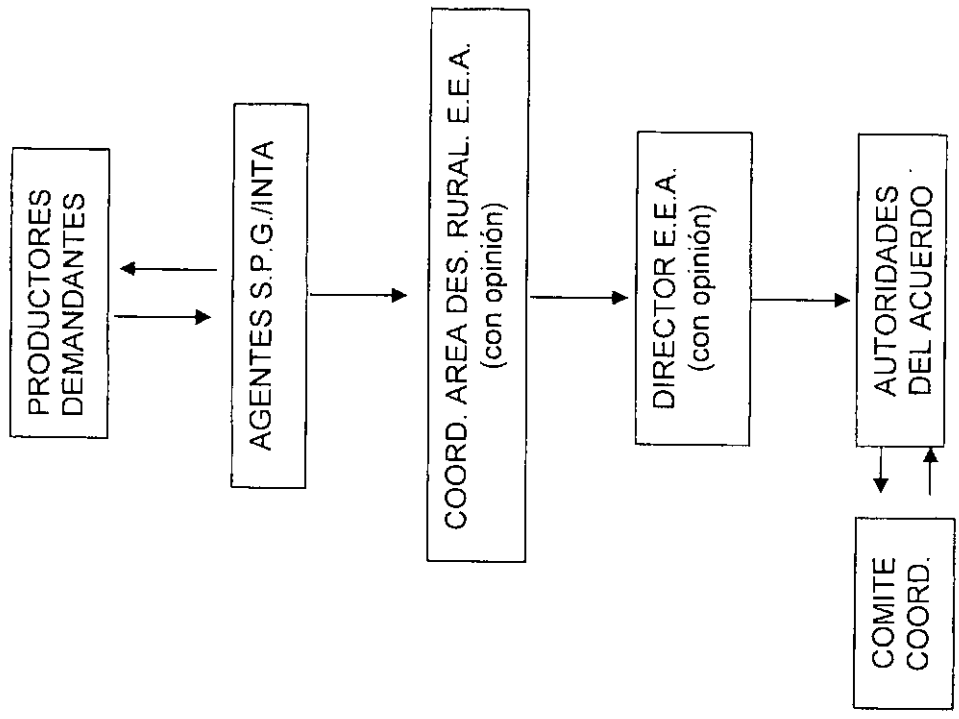 PRODUCTORES
DEMANDANTES
AGENTES S.P.G./INTA
COORD. AREA DES. RURAL. E.E.A.
(con opinión)
DIRECTOR E.E.A.
(con opinión)
AUTORIDADES
DEL ACUERDO
COMITE
COORD.